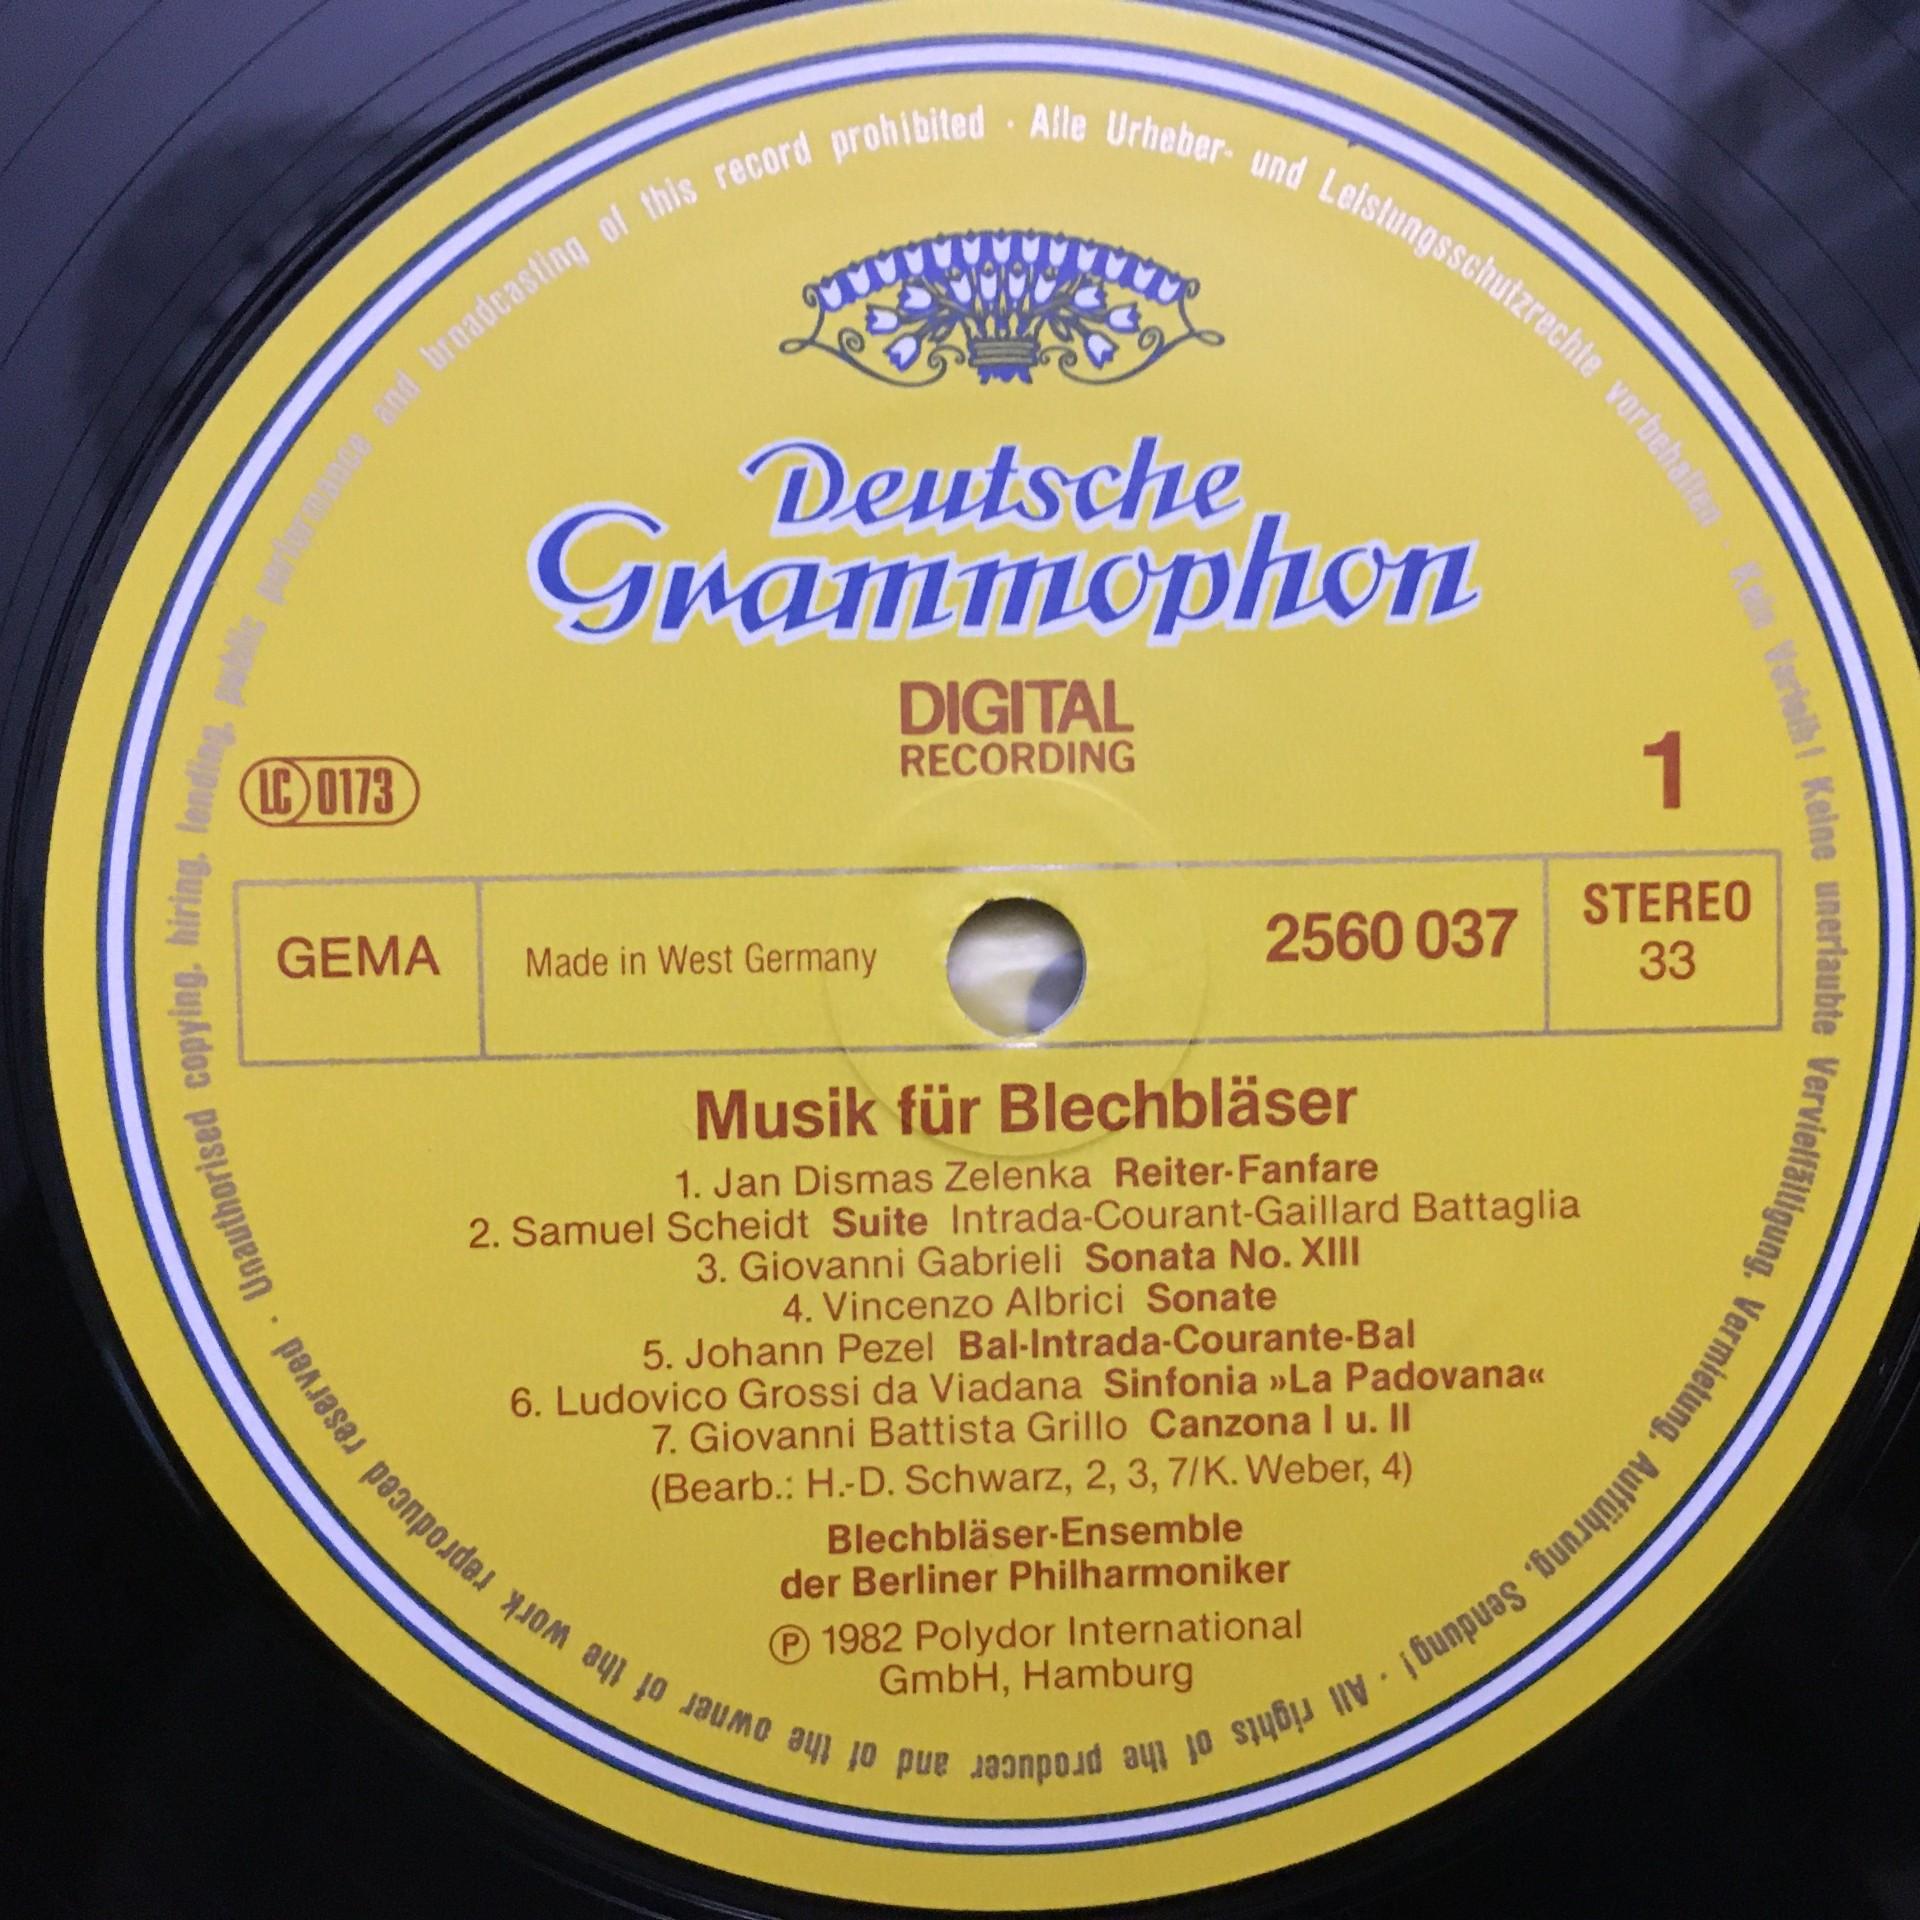 Alle Urheber- und Leistungsschutzrechte vorbehalten · Kein Verleih! Keine unerlaubte Vervielfältigung, Vermietung, Aufführung, Sendung! · All rights of the producer and of the owner of the work reproduced reserved · Unauthorised copying, hiring, lending, public performance and broadcasting of this record prohibited ·
Deutsche
Grammophon
DIGITAL
RECORDING
1
LC 0173
GEMA
Made in West Germany
2560 037
STEREO
33
Musik für Blechbläser
1. Jan Dismas Zelenka Reiter-Fanfare
2. Samuel Scheidt Suite Intrada-Courant-Gaillard Battaglia
3. Giovanni Gabrieli Sonata No. XIII
4. Vincenzo Albrici Sonate
5. Johann Pezel Bal-Intrada-Courante-Bal
6. Ludovico Grossi da Viadana Sinfonia »La Padovana«
7. Giovanni Battista Grillo Canzona I u. II
(Bearb.: H.-D. Schwarz, 2, 3, 7/K. Weber, 4)
Blechbläser-Ensemble
der Berliner Philharmoniker
℗ 1982 Polydor International
GmbH, Hamburg